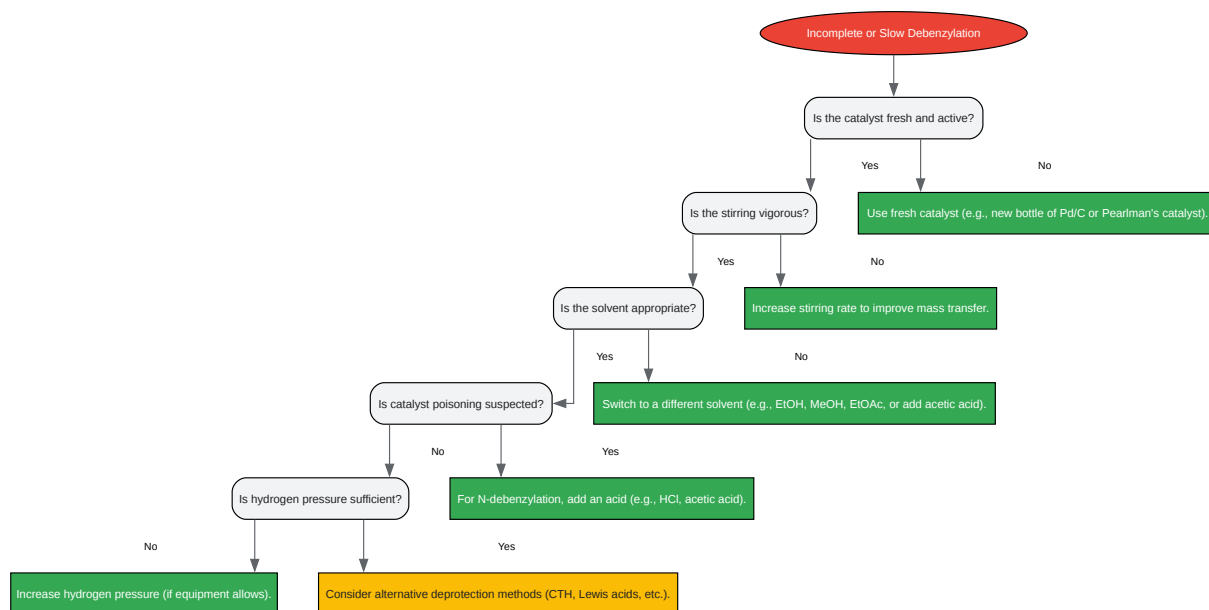 Incomplete or Slow Debenzylation
Is the catalyst fresh and active?
Yes
No
Is the stirring vigorous?
Use fresh catalyst (e.g., new bottle of Pd/C or Pearlman's catalyst).
Yes
No
Is the solvent appropriate?
Increase stirring rate to improve mass transfer.
Yes
No
Is catalyst poisoning suspected?
Switch to a different solvent (e.g., EtOH, MeOH, EtOAc, or add acetic acid).
No
Yes
Is hydrogen pressure sufficient?
For N-debenzylation, add an acid (e.g., HCl, acetic acid).
No
Yes
Increase hydrogen pressure (if equipment allows).
Consider alternative deprotection methods (CTH, Lewis acids, etc.).